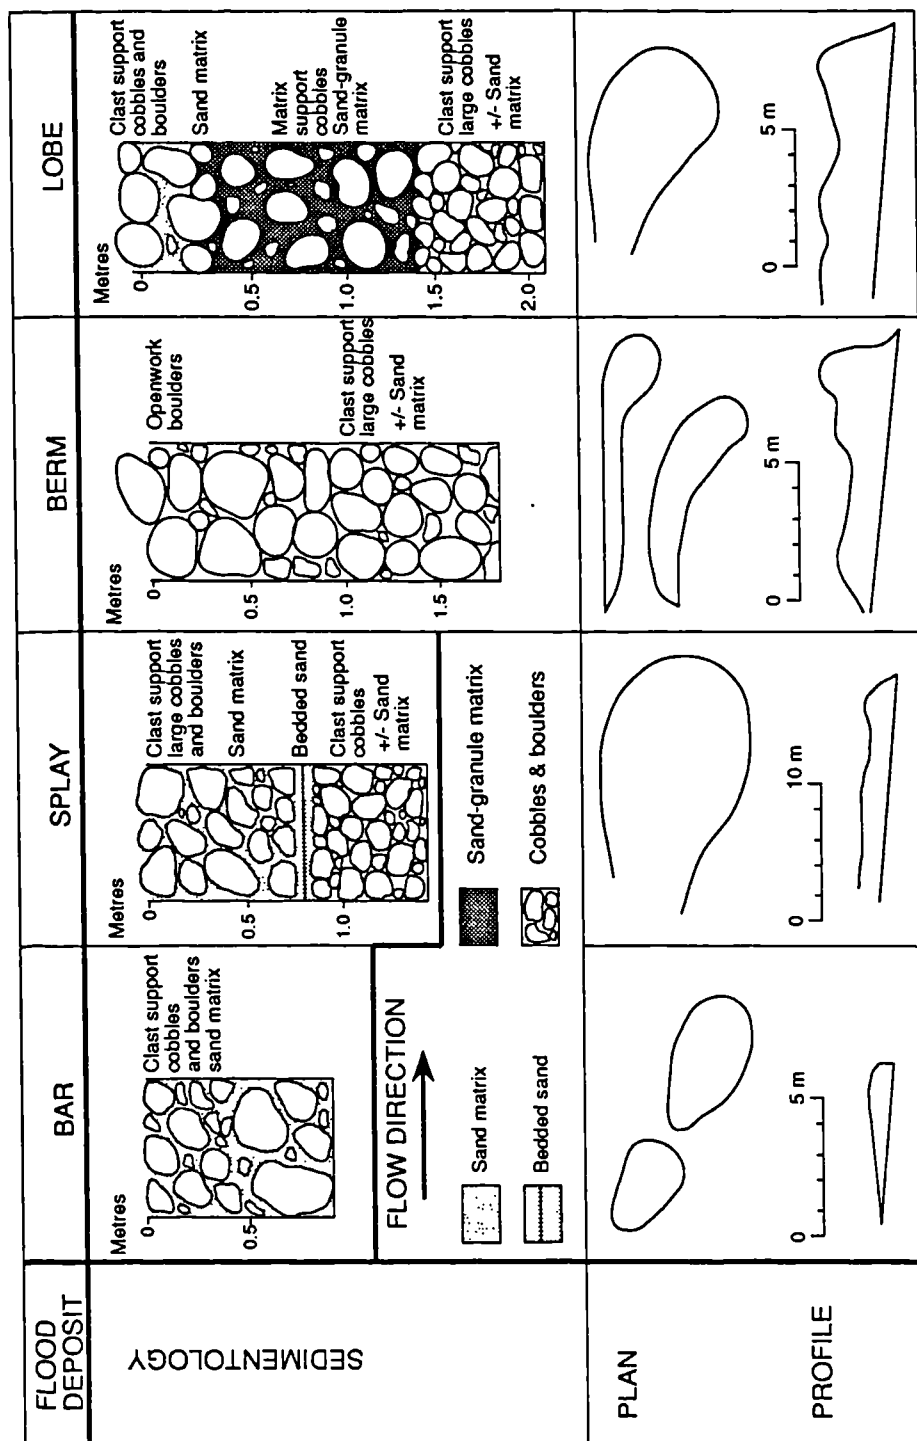 FLOOD
DEPOSIT
BAR
SPLAY
BERM
LOBE
SEDIMENTOLOGY
Metres
0
0.5
Clast support
cobbles
and boulders
sand matrix
Metres
0
0.5
1.0
Clast support
large cobbles
and boulders
Sand matrix
Bedded sand
Clast support
cobbles
+/- Sand
matrix
Metres
0
0.5
1.0
1.5
Openwork
boulders
Clast support
large cobbles
+/- Sand
matrix
Metres
0
0.5
1.0
1.5
2.0
Clast support
cobbles and
boulders
Sand matrix
Matrix
support
cobbles
Sand-granule
matrix
Clast support
large cobbles
+/- Sand
matrix
FLOW DIRECTION
Sand matrix
Sand-granule matrix
Bedded sand
Cobbles & boulders
PLAN
PROFILE
0
5 m
0
10 m
0
5 m
0
5 m